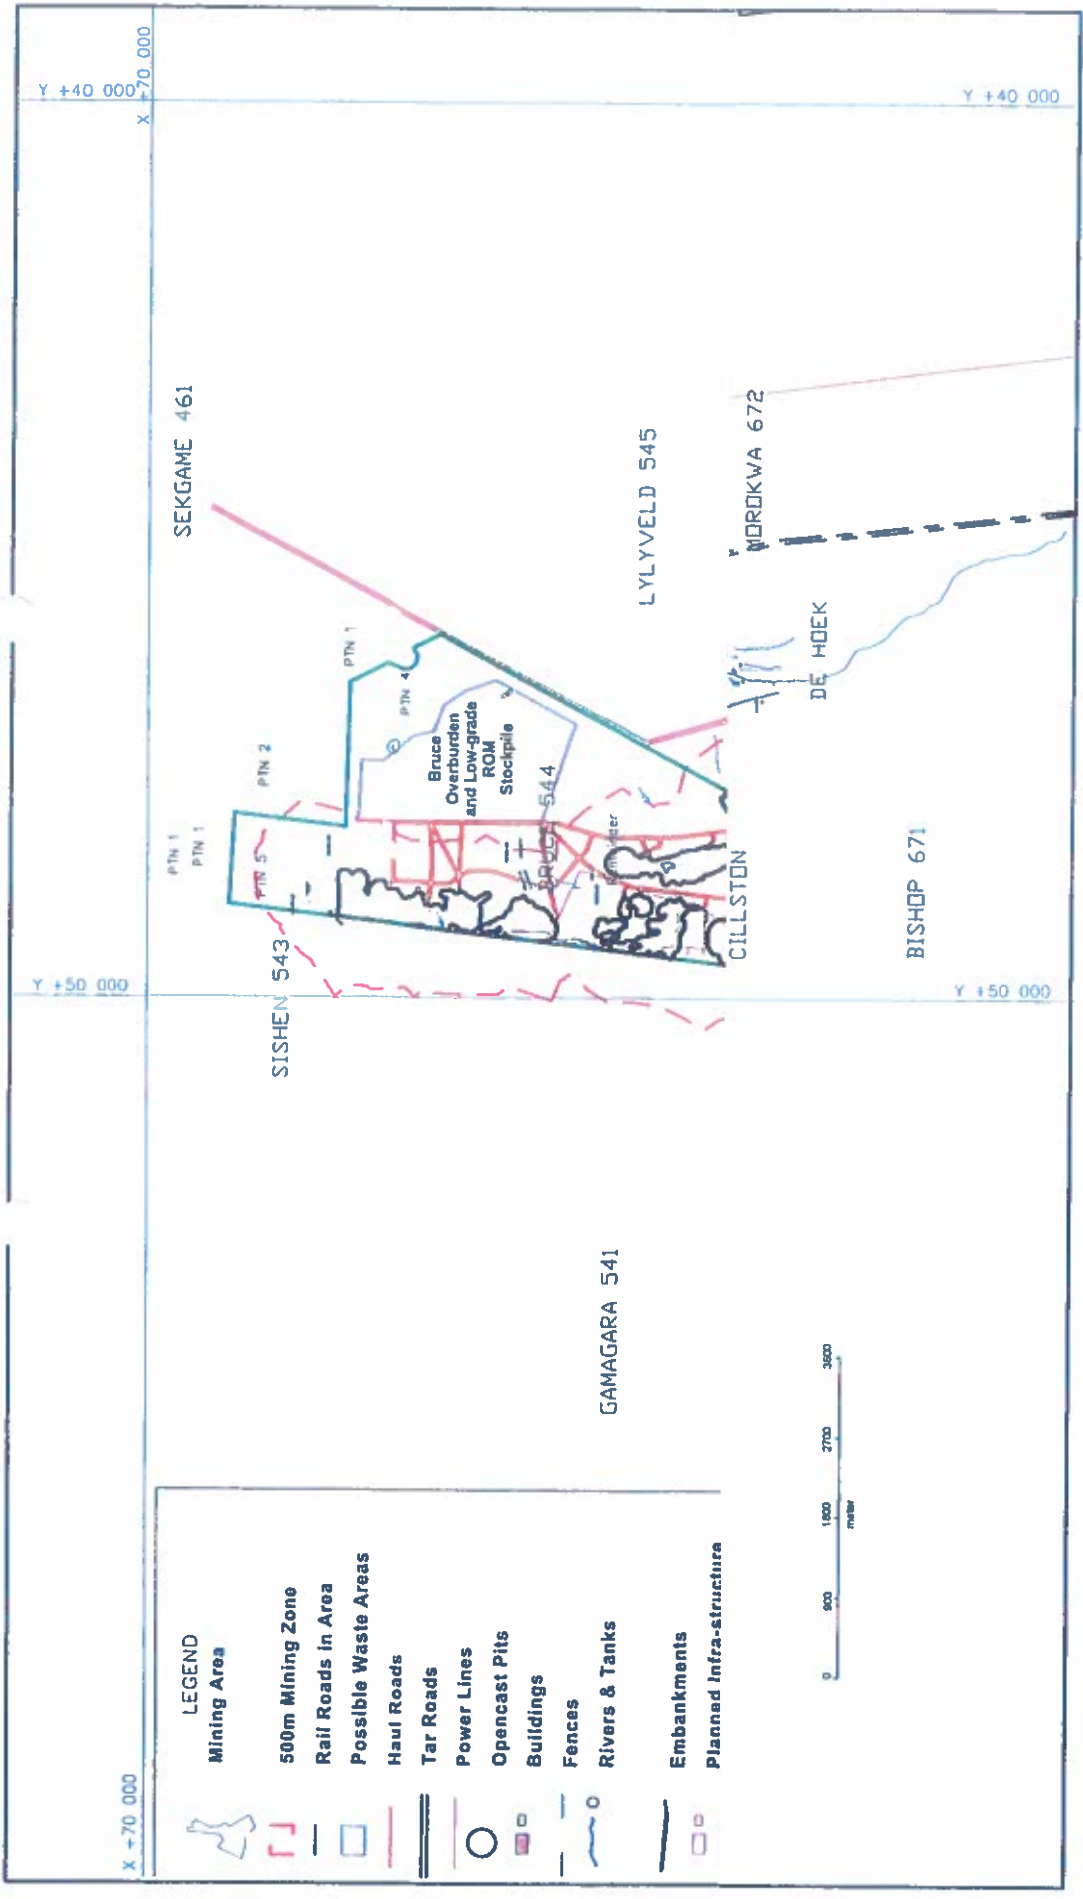 Y +40 000
X +70 000
Y +40 000
SEKGAME 461
LYLYVELD 545
MOROKWA 672
DE HOEK
PTN 1
PTN 4
PTN 2
PTN 1
PTN 1
PTN 5
Bruce
Overburden
and Low-grade
ROM
Stockpile
BRUCE 544
CILLSTON
BISHOP 671
SISHEN 543
Y +50 000
Y +50 000
GAMAGARA 541
LEGEND
Mining Area
500m Mining Zone
Rail Roads in Area
Possible Waste Areas
Haul Roads
Tar Roads
Power Lines
Opencast Pits
Buildings
Fences
Rivers & Tanks
Embankments
Planned Infra-structure
0 900 1800 2700 3600
meter
X +70 000